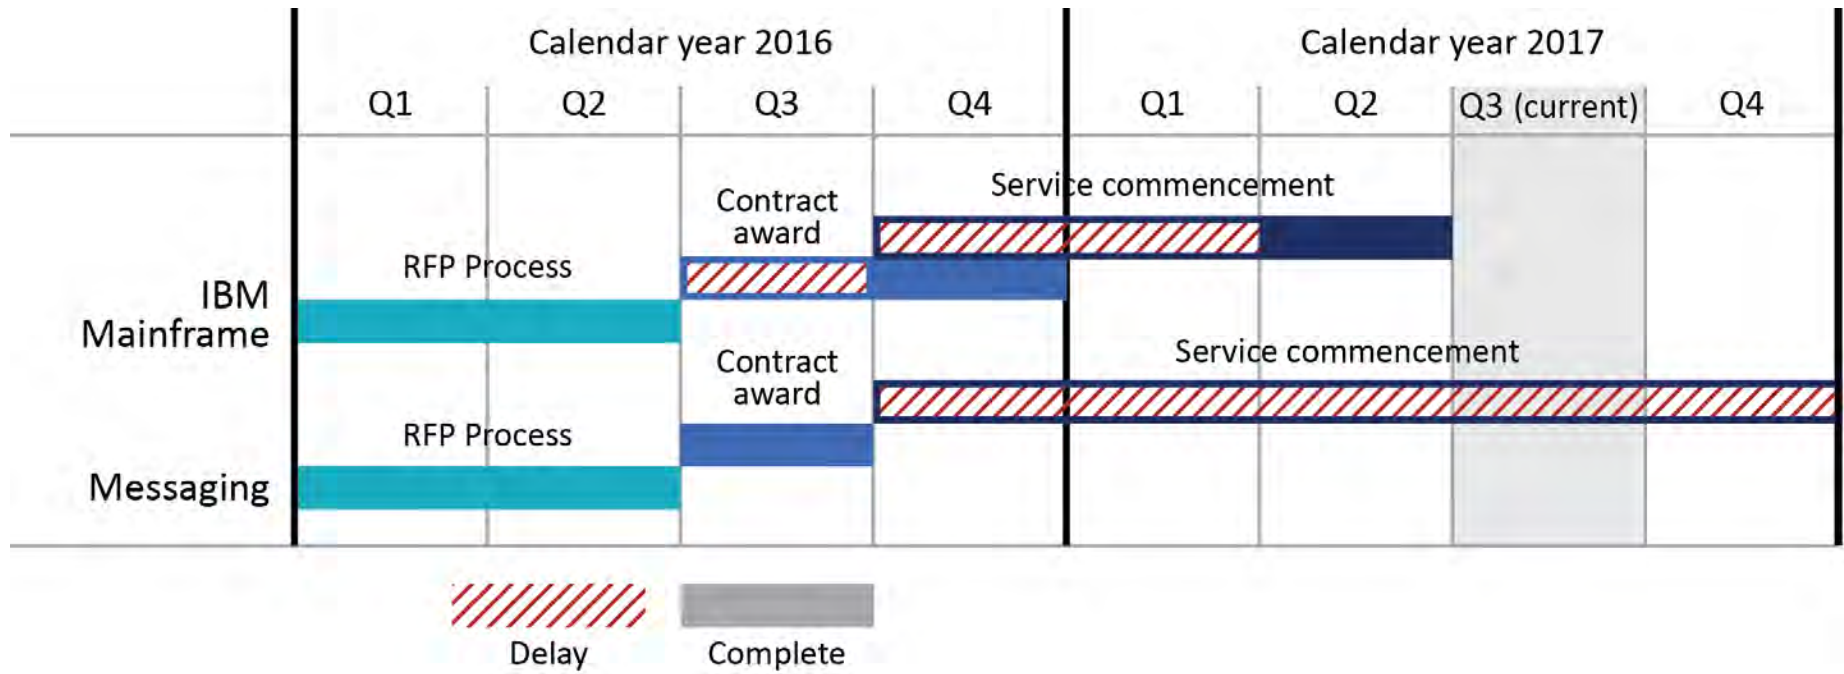 Calendar year 2016
Calendar year 2017
Q1
Q2
Q3
Q4
Q1
Q2
Q3 (current)
Q4
IBM
Mainframe
RFP Process
Contract
award
Service commencement
Messaging
RFP Process
Contract
award
Service commencement
Delay
Complete